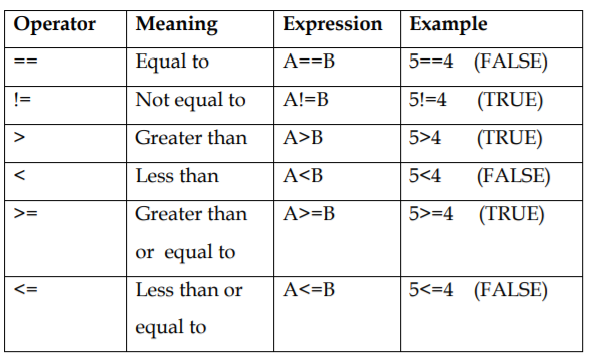 Operator Meaning Expression Example
== Equal to A==B 5==4 (FALSE)
!= Not equal to A!=B 5!=4 (TRUE)
> Greater than A>B 5>4 (TRUE)
< Less than A<B 5<4 (FALSE)
>= Greater than A>=B 5>=4 (TRUE)
or equal to
<= Less than or A<=B 5<=4 (FALSE)
equal to